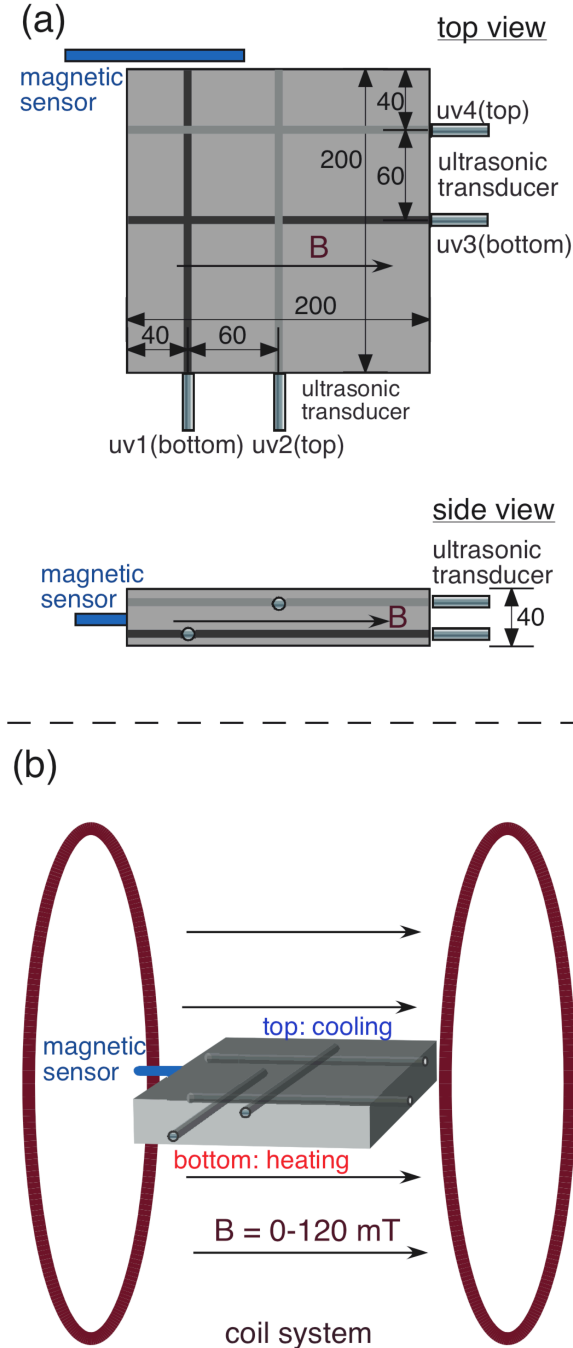 (a)
top view
magnetic
sensor
40
uv4(top)
200
ultrasonic
transducer
60
uv3(bottom)
B
200
40
60
ultrasonic
transducer
uv1(bottom)
uv2(top)
side view
ultrasonic
transducer
magnetic
sensor
B
40
(b)
top: cooling
magnetic
sensor
bottom: heating
B = 0-120 mT
coil system